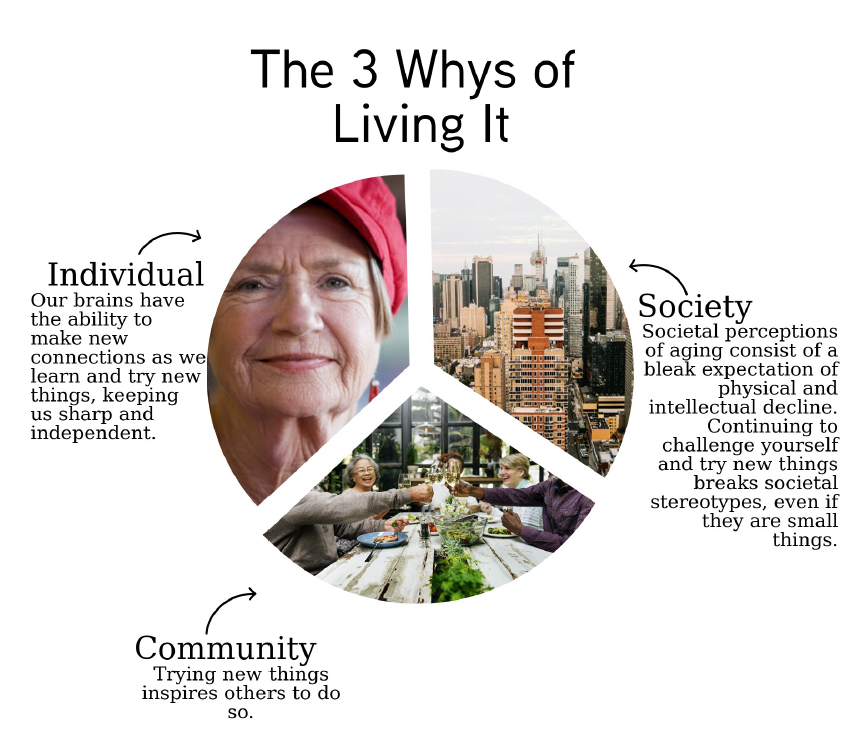 The 3 Whys of
Living It
Individual
Our brains have
the ability to
make new
connections as we
learn and try new
things, keeping
us sharp and
independent.
Society
Societal perceptions
of aging consist of a
bleak expectation of
physical and
intellectual decline.
Continuing to
challenge yourself
and try new things
breaks societal
stereotypes, even if
they are small
things.
Community
Trying new things
inspires others to do
so.